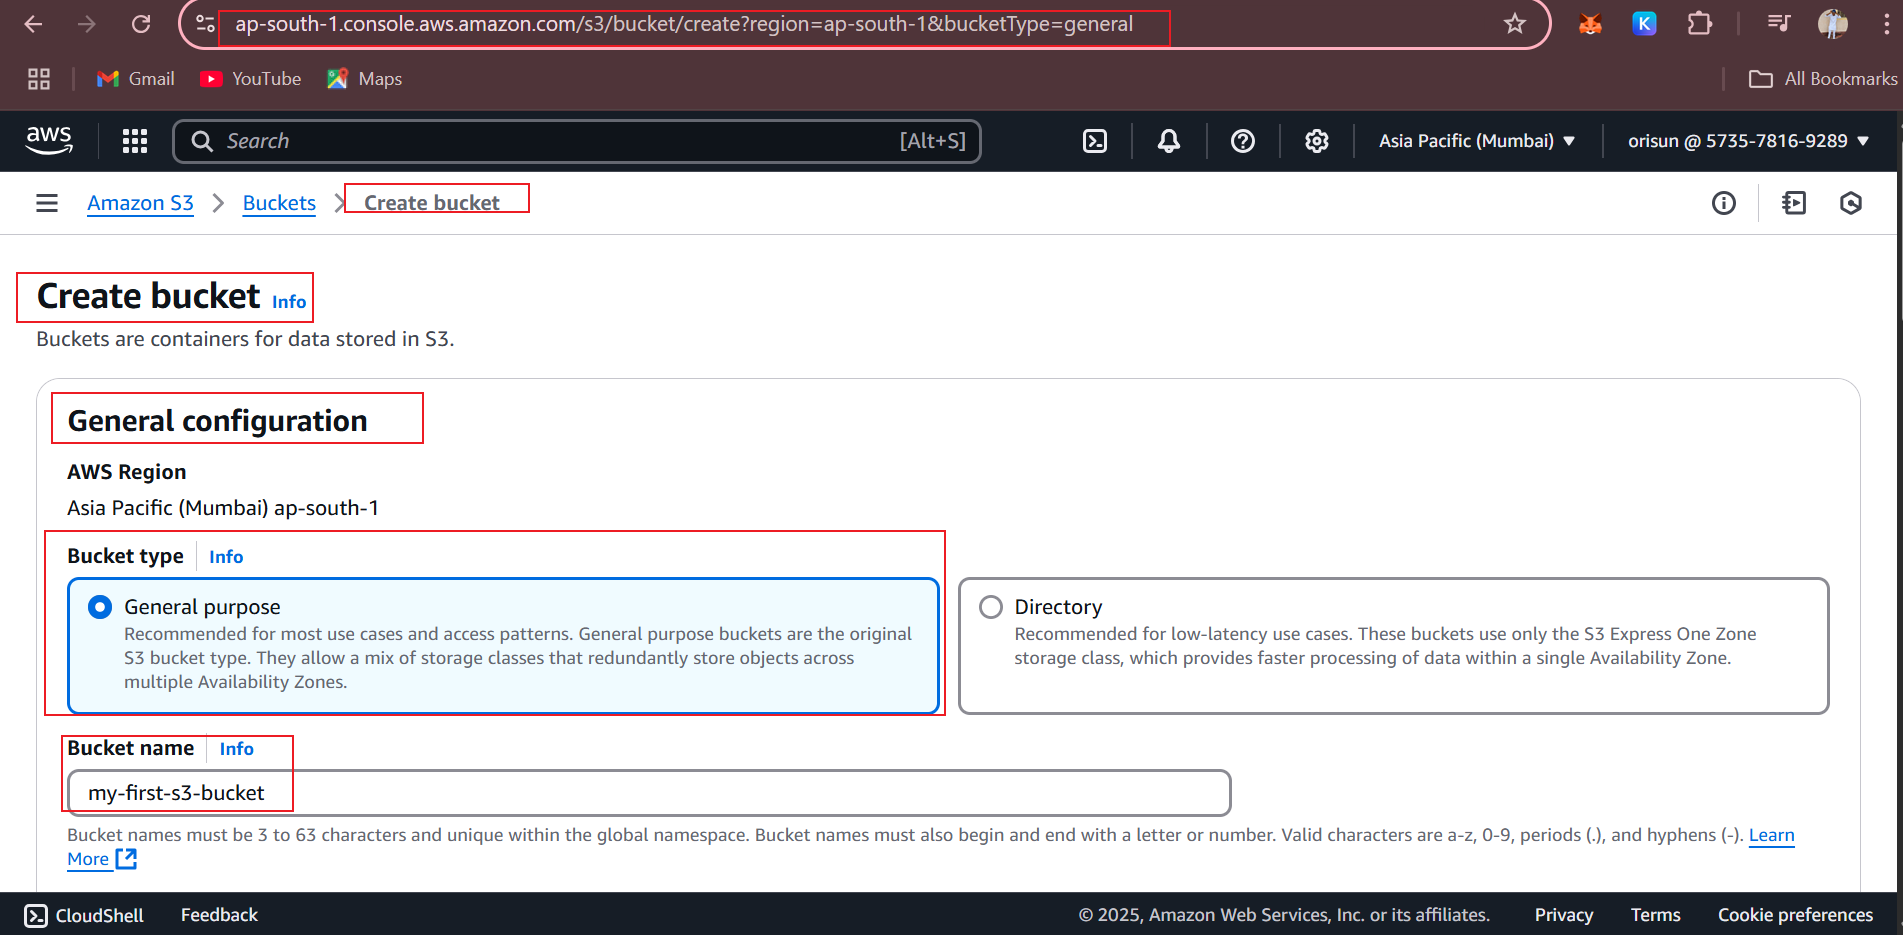 ap-south-1.console.aws.amazon.com/s3/bucket/create?region=ap-south-1&bucketType=general
K
Gmail
YouTube
Maps
All Bookmarks
aws
Search
[Alt+S]
Asia Pacific (Mumbai)
orisun @ 5735-7816-9289
Amazon S3
Buckets
Create bucket
Create bucket Info
Buckets are containers for data stored in S3.
General configuration
AWS Region
Asia Pacific (Mumbai) ap-south-1
Bucket type Info
General purpose
Recommended for most use cases and access patterns. General purpose buckets are the original
S3 bucket type. They allow a mix of storage classes that redundantly store objects across
multiple Availability Zones.
Directory
Recommended for low-latency use cases. These buckets use only the S3 Express One Zone
storage class, which provides faster processing of data within a single Availability Zone.
Bucket name Info
my-first-s3-bucket
Bucket names must be 3 to 63 characters and unique within the global namespace. Bucket names must also begin and end with a letter or number. Valid characters are a-z, 0-9, periods (.), and hyphens (-). Learn
More
CloudShell
Feedback
© 2025, Amazon Web Services, Inc. or its affiliates.
Privacy
Terms
Cookie preferences